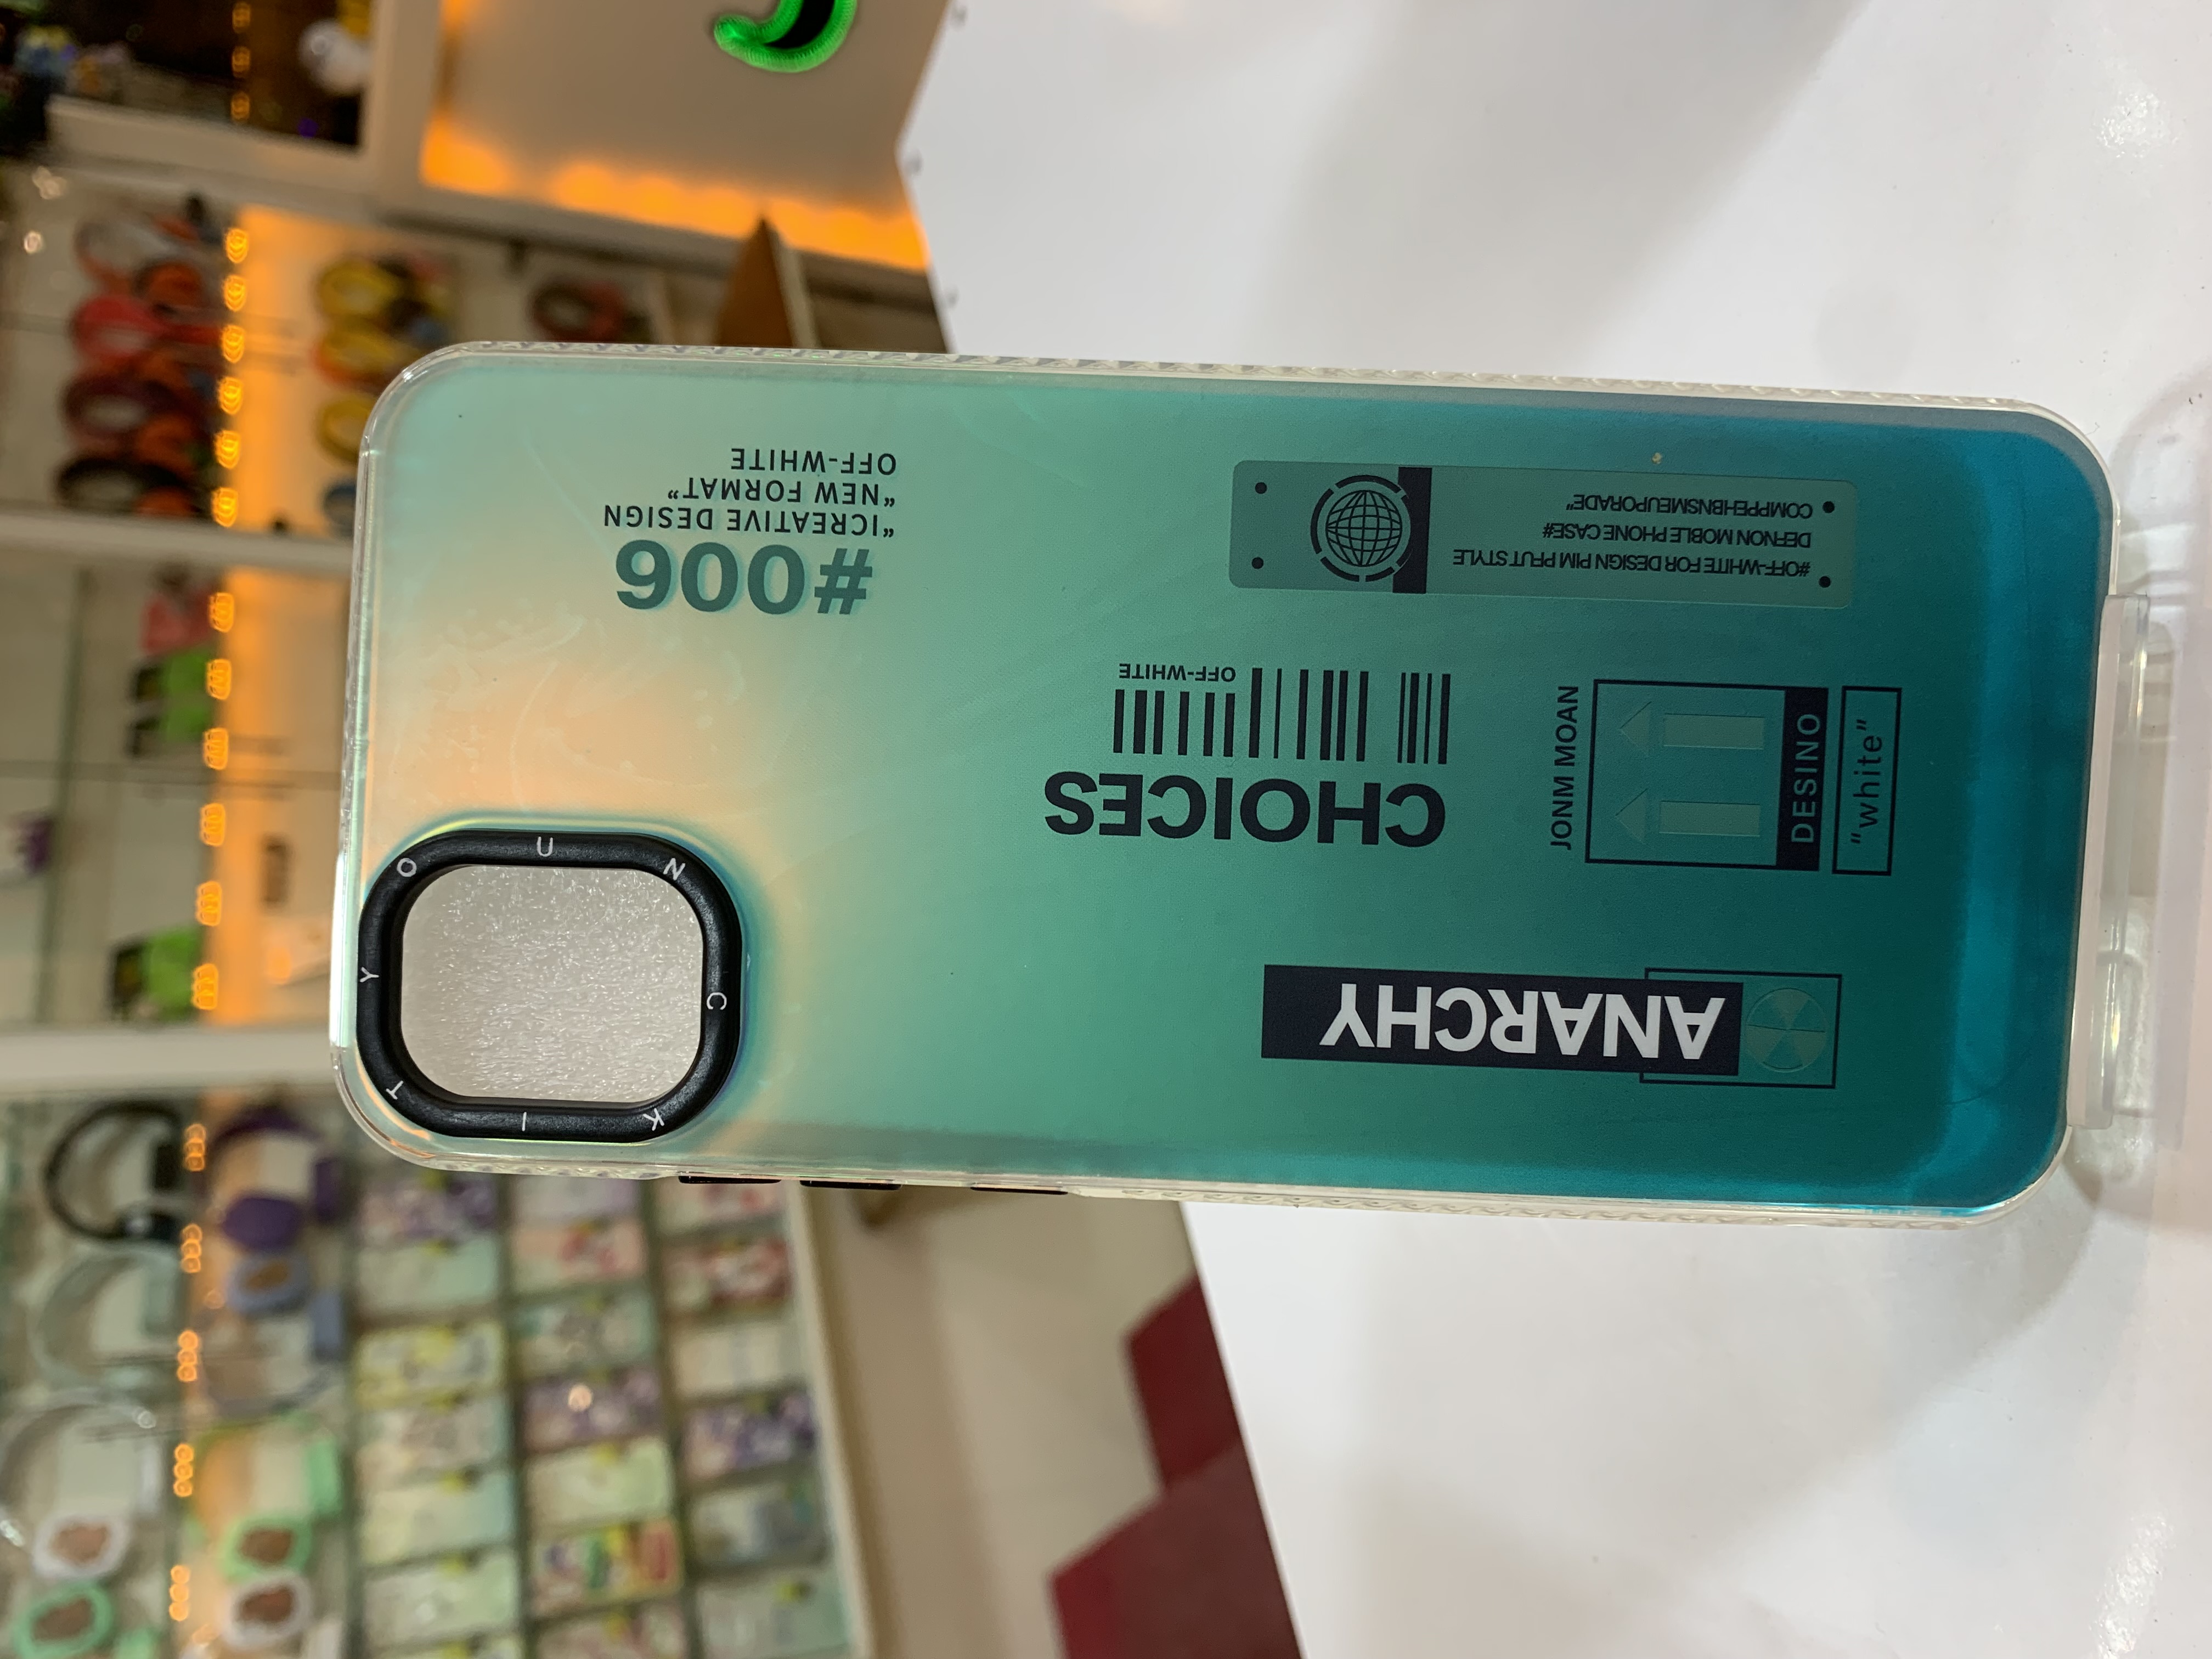 YOUNCKIT
#006
"ICREATIVE DESIGN
"NEW FORMAT"
OFF-WHITE
CHOICES
OFF-WHITE
ANARCHY
#OFF-WHITE FOR DESIGN PIM PFUT STYLE
DEFNON MOBILE PHONE CASE#
COMPPEHBNSMEUPORADE"
JONM MOAN
DESINO
"white"